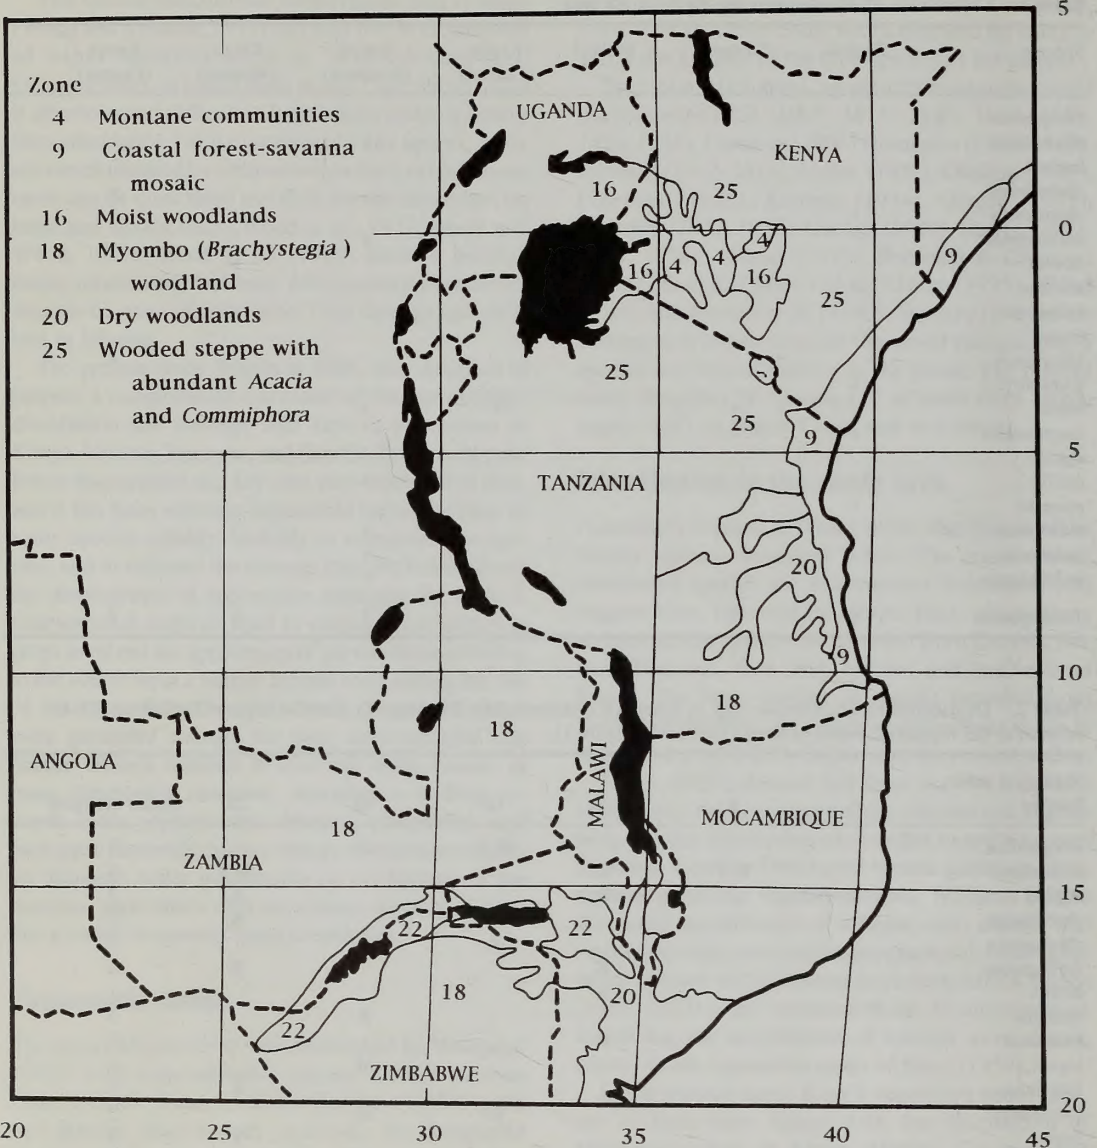 5
Zone
4 Montane communities
9 Coastal forest-savanna
mosaic
16 Moist woodlands
18 Myombo (Brachystegia)
woodland
20 Dry woodlands
25 Wooded steppe with
abundant Acacia
and Commiphora
UGANDA
KENYA
16
25
0
4
9
16
4
4
16
25
25
25
9
5
TANZANIA
20
9
10
18
18
ANGOLA
MALAWI
MOCAMBIQUE
18
ZAMBIA
15
22
22
18
20
22
ZIMBABWE
20
20
25
30
35
40
45